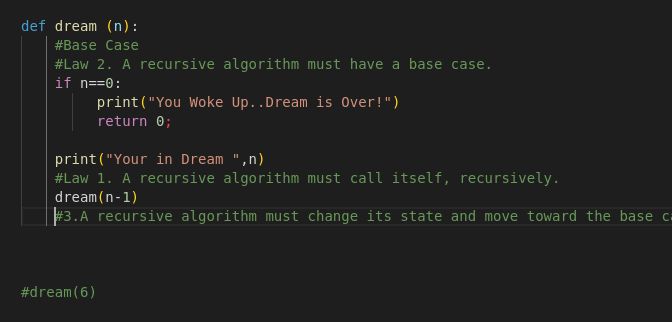 def dream (n):
#Base Case
#Law 2. A recursive algorithm must have a base case.
if n==0:
print("You Woke Up..Dream is Over!")
return 0;
print("Your in Dream ",n)
#Law 1. A recursive algorithm must call itself, recursively.
dream(n-1)
#3.A recursive algorithm must change its state and move toward the base
#dream(6)